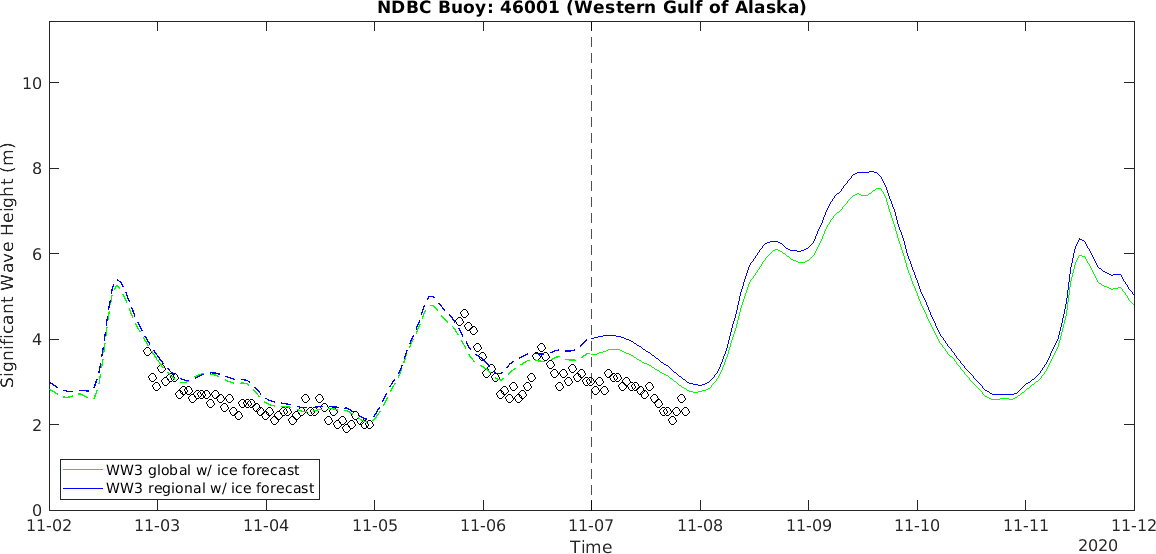 NDBC Buoy: 46001 (Western Gulf of Alaska)
Significant Wave Height (m)
10
8
6
4
2
0
WW3 global w/ ice forecast
WW3 regional w/ ice forecast
11-02 11-03 11-04 11-05 11-06 11-07 11-08 11-09 11-10 11-11 11-12
Time
2020